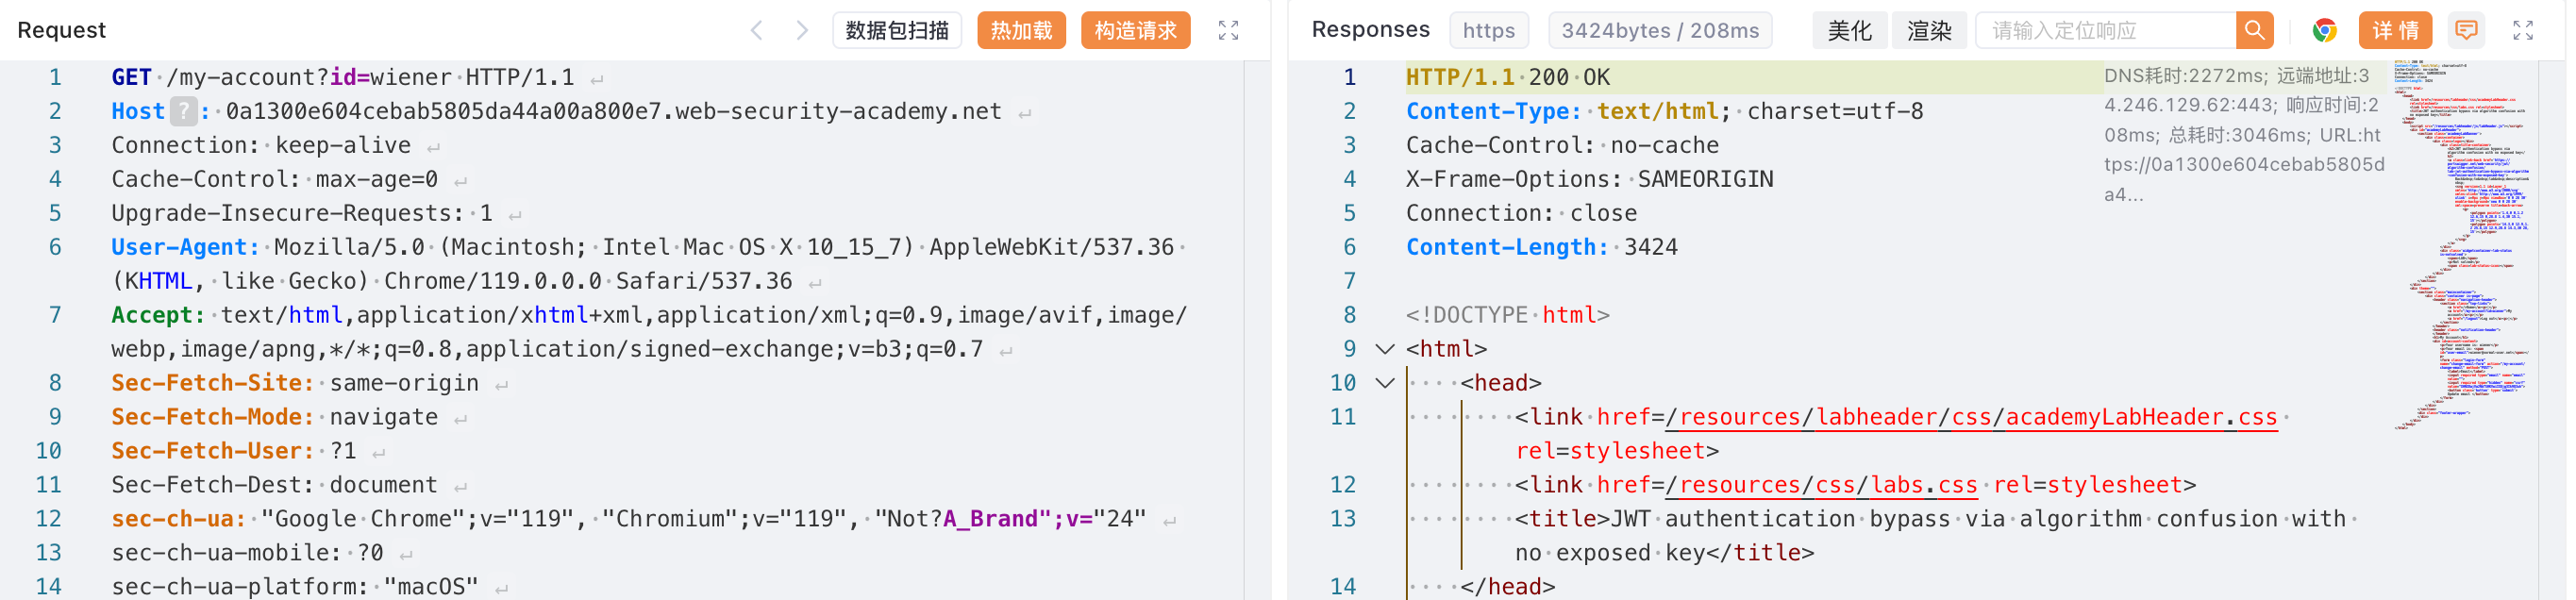 Request
数据包扫描
热加载
构造请求
1 GET /my-account?id=wiener HTTP/1.1
2 Host ? : 0a1300e604cebab5805da44a00a800e7.web-security-academy.net
3 Connection: keep-alive
4 Cache-Control: max-age=0
5 Upgrade-Insecure-Requests: 1
6 User-Agent: Mozilla/5.0 (Macintosh; Intel Mac OS X 10_15_7) AppleWebKit/537.36
(KHTML, like Gecko) Chrome/119.0.0.0 Safari/537.36
7 Accept: text/html,application/xhtml+xml,application/xml;q=0.9,image/avif,image/
webp,image/apng,*/*;q=0.8,application/signed-exchange;v=b3;q=0.7
8 Sec-Fetch-Site: same-origin
9 Sec-Fetch-Mode: navigate
10 Sec-Fetch-User: ?1
11 Sec-Fetch-Dest: document
12 sec-ch-ua: "Google Chrome";v="119", "Chromium";v="119", "Not?A_Brand";v="24"
13 sec-ch-ua-mobile: ?0
14 sec-ch-ua-platform: "macOS"
Responses
https
3424bytes / 208ms
美化
渲染
请输入定位响应
详情
1 HTTP/1.1 200 OK
2 Content-Type: text/html; charset=utf-8
3 Cache-Control: no-cache
4 X-Frame-Options: SAMEORIGIN
5 Connection: close
6 Content-Length: 3424
7
8 <!DOCTYPE html>
9 <html>
10 <head>
11 <link href=/resources/labheader/css/academyLabHeader.css
rel=stylesheet>
12 <link href=/resources/css/labs.css rel=stylesheet>
13 <title>JWT authentication bypass via algorithm confusion with
no exposed key</title>
14 </head>
DNS耗时:2272ms; 远端地址:3
4.246.129.62:443; 响应时间:2
08ms; 总耗时:3046ms; URL:ht
tps://0a1300e604cebab5805d
a4...